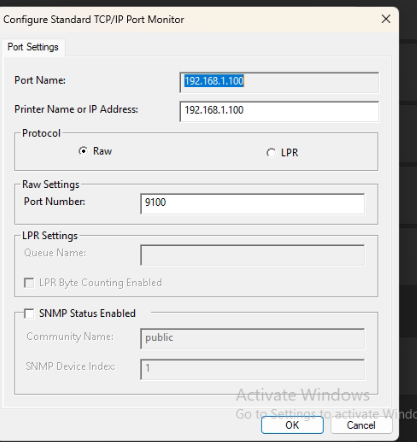 Configure Standard TCP/IP Port Monitor
Port Settings
Port Name: 192.168.1.100
Printer Name or IP Address: 192.168.1.100
Protocol
Raw LPR
Raw Settings
Port Number: 9100
LPR Settings
Queue Name:
LPR Byte Counting Enabled
SNMP Status Enabled
Community Name: public
SNMP Device Index: 1
Activate Windows
Go to Settings to activate Wind
OK Cancel